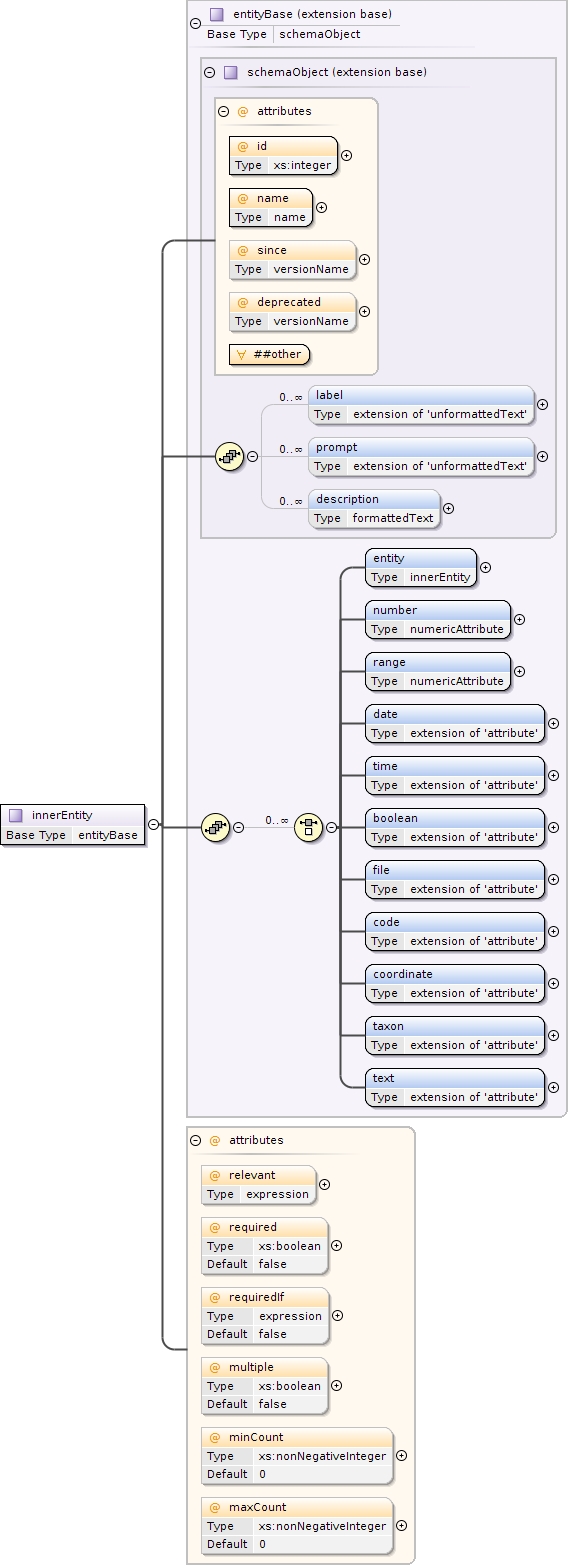 entityBase (extension base)
Base Type schemaObject
schemaObject (extension base)
@ attributes
@ id
Type xs:integer
@ name
Type name
@ since
Type versionName
@ deprecated
Type versionName
∀ ##other
0..∞ label
Type extension of 'unformattedText'
0..∞ prompt
Type extension of 'unformattedText'
0..∞ description
Type formattedText
entity
Type innerEntity
number
Type numericAttribute
range
Type numericAttribute
date
Type extension of 'attribute'
time
Type extension of 'attribute'
innerEntity
Base Type entityBase
0..∞
boolean
Type extension of 'attribute'
file
Type extension of 'attribute'
code
Type extension of 'attribute'
coordinate
Type extension of 'attribute'
taxon
Type extension of 'attribute'
text
Type extension of 'attribute'
@ attributes
@ relevant
Type expression
@ required
Type xs:boolean
Default false
@ requiredIf
Type expression
Default false
@ multiple
Type xs:boolean
Default false
@ minCount
Type xs:nonNegativeInteger
Default 0
@ maxCount
Type xs:nonNegativeInteger
Default 0